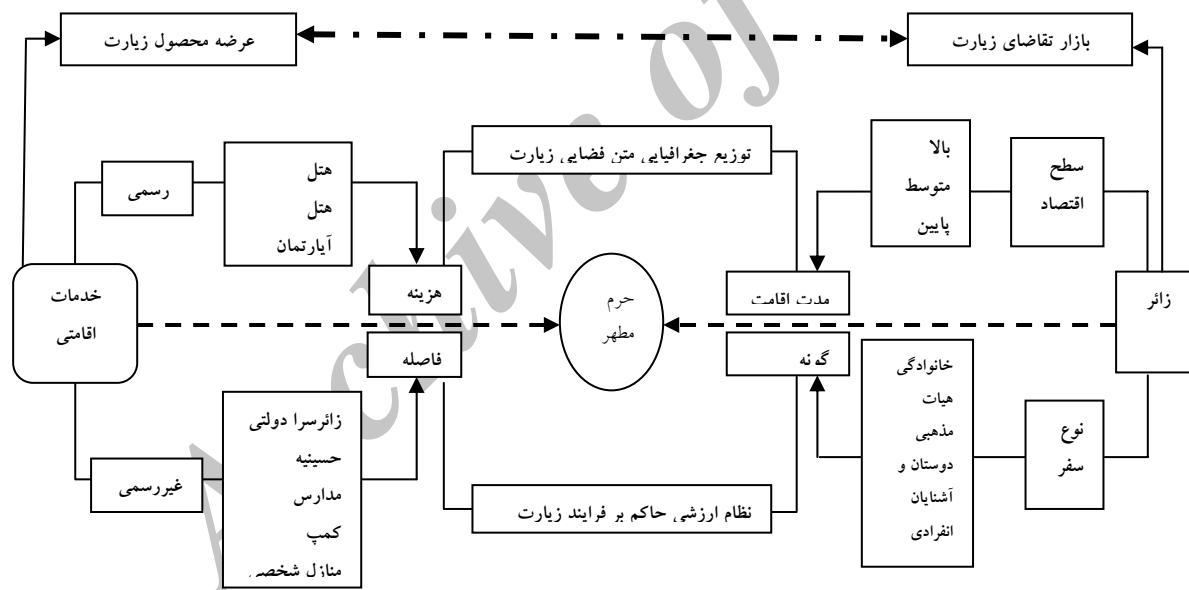 بازار تقاضای زیارت
عرضه محصول زیارت
سطح
اقتصاد
بالا
متوسط
پایین
توزیع جغرافیایی متن فضایی زیارت
هتل
هتل
آپارتمان
رسمی
زائر
مدت اقامت
حرم
مطهر
هزینه
خدمات
اقامتی
گونه
فاصله
نوع
سفر
خانوادگی
هیات
مذهبی
دوستان و
آشنایان
انفرادی
نظام ارزشی حاکم بر فرایند زیارت
زائرسرا دولتی
حسینیه
مدارس
کمپ
منازل شخصی
غیررسمی
Archive of